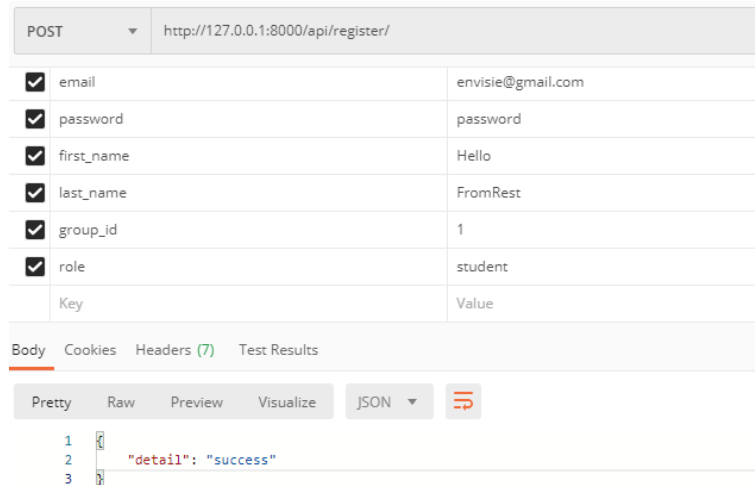 POST http://127.0.0.1:8000/api/register/
email envisie@gmail.com
password password
first_name Hello
last_name FromRest
group_id 1
role student
Key Value
Body Cookies Headers (7) Test Results
Pretty Raw Preview Visualize JSON
1 {
2 "detail": "success"
3 }